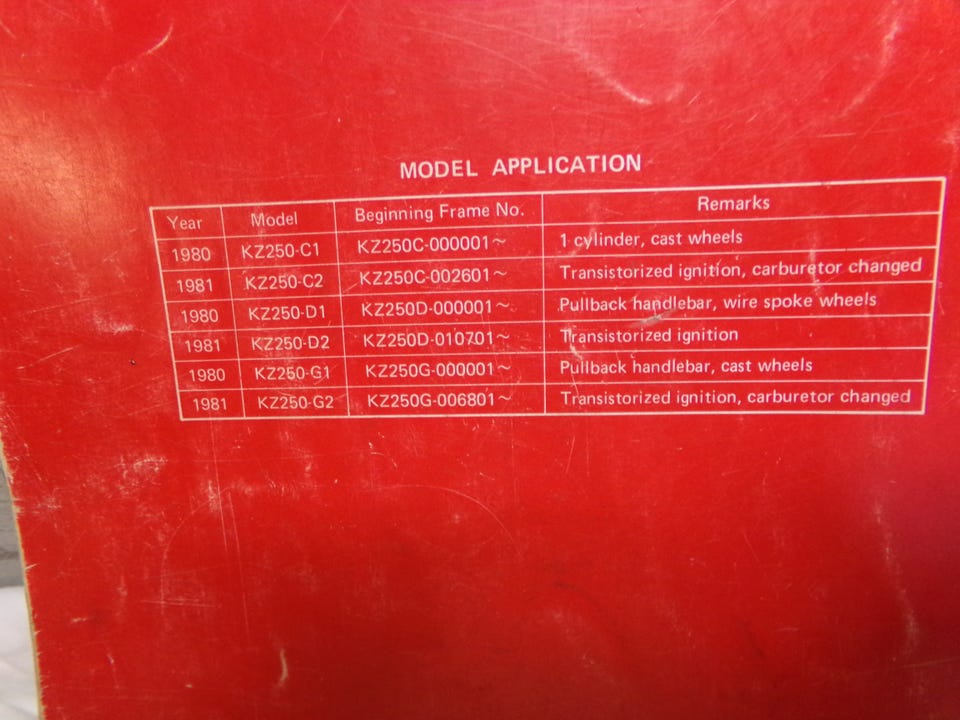 MODEL APPLICATION
Year Model Beginning Frame No. Remarks
1980 KZ250-C1 KZ250C-000001~ 1 cylinder, cast wheels
1981 KZ250-C2 KZ250C-002601~ Transistorized ignition, carburetor changed
1980 KZ250-D1 KZ250D-000001~ Pullback handlebar, wire spoke wheels
1981 KZ250-D2 KZ250D-010701~ Transistorized ignition
1980 KZ250-G1 KZ250G-000001~ Pullback handlebar, cast wheels
1981 KZ250-G2 KZ250G-006801~ Transistorized ignition, carburetor changed